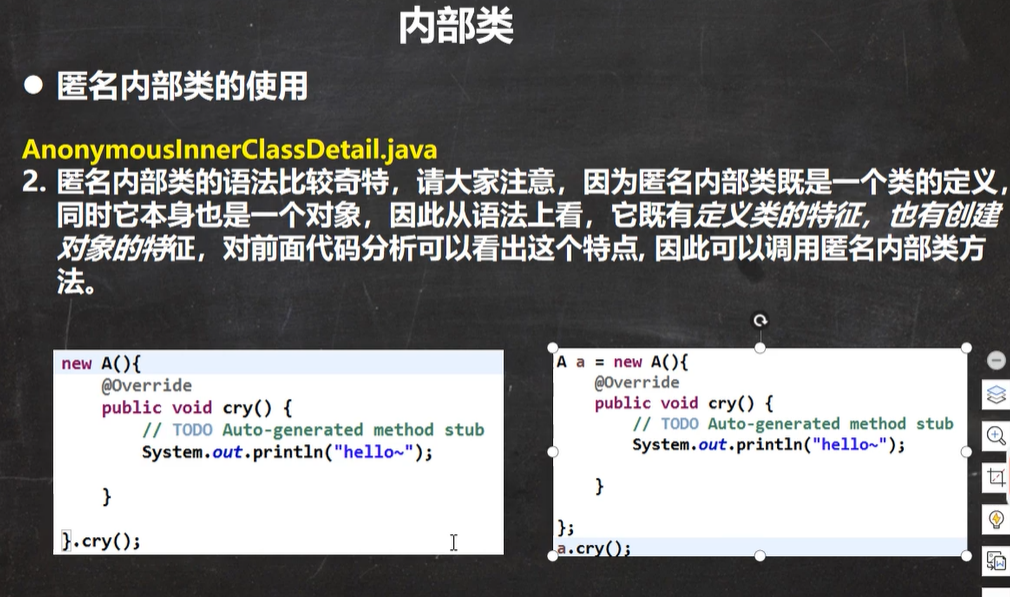 内部类
● 匿名内部类的使用
AnonymousInnerClassDetail.java
2. 匿名内部类的语法比较奇特，请大家注意，因为匿名内部类既是一个类的定义，
同时它本身也是一个对象，因此从语法上看，它既有定义类的特征，也有创建
对象的特征，对前面代码分析可以看出这个特点, 因此可以调用匿名内部类方
法。
new A(){
@Override
public void cry() {
// TODO Auto-generated method stub
System.out.println("hello~");
}
}.cry();
A a = new A(){
@Override
public void cry() {
// TODO Auto-generated method stub
System.out.println("hello~");
}
};
a.cry();